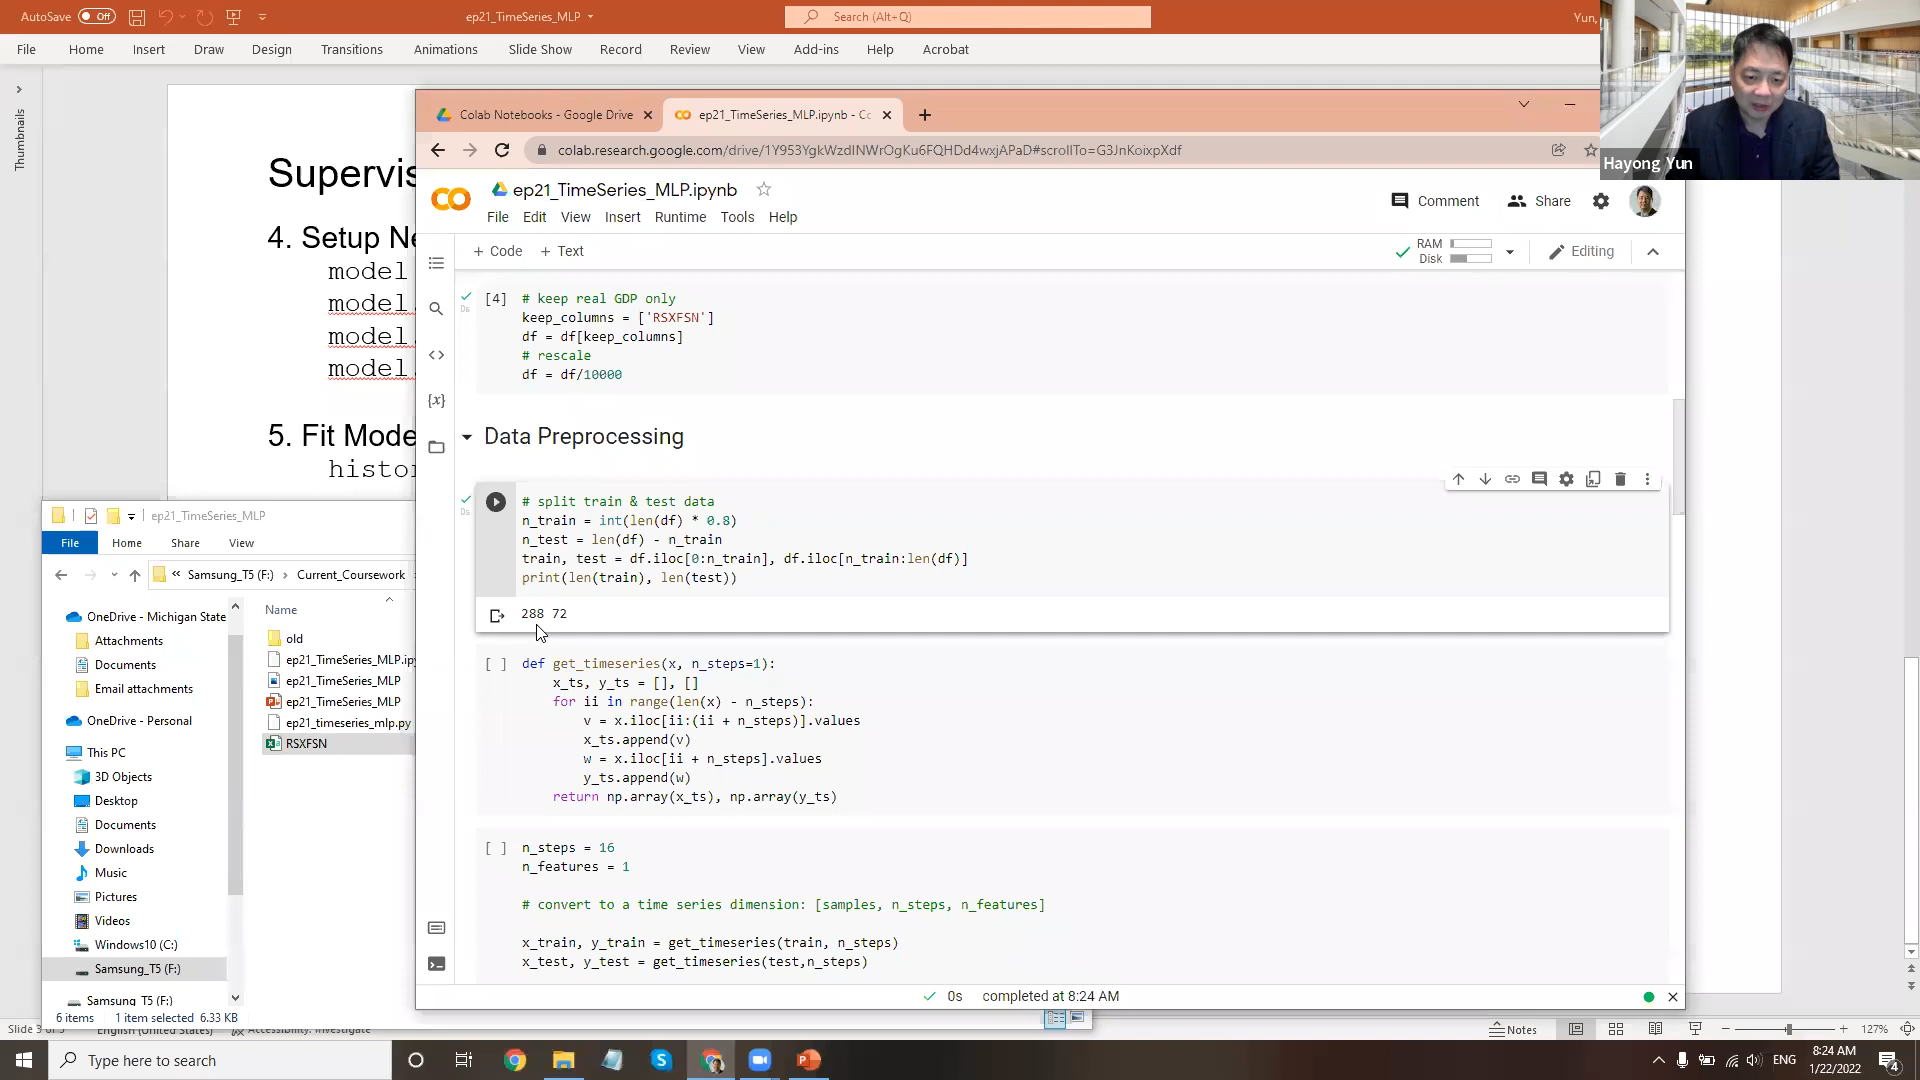 AutoSave Off
ep21_TimeSeries_MLP
Search (Alt+Q)
Yun,
File Home Insert Draw Design Transitions Animations Slide Show Record Review View Add-ins Help Acrobat
Hayong Yun
Thumbnails
Supervis
4. Setup Ne
model
model.
model.
model.
5. Fit Mode
histor
Colab Notebooks - Google Drive
ep21_TimeSeries_MLP.ipynb - Cc
colab.research.google.com/drive/1Y953YgkWzdINWrOgKu6FQHDd4wxjAPaD#scrollTo=G3JnKoixpXdf
ep21_TimeSeries_MLP.ipynb
Comment
Share
File Edit View Insert Runtime Tools Help
+ Code + Text
RAM
Disk
Editing
[4] # keep real GDP only
0s
keep_columns = ['RSXFSN']
df = df[keep_columns]
# rescale
df = df/10000
Data Preprocessing
# split train & test data
0s
n_train = int(len(df) * 0.8)
n_test = len(df) - n_train
train, test = df.iloc[0:n_train], df.iloc[n_train:len(df)]
print(len(train), len(test))
288 72
[ ] def get_timeseries(x, n_steps=1):
x_ts, y_ts = [], []
for ii in range(len(x) - n_steps):
v = x.iloc[ii:(ii + n_steps)].values
x_ts.append(v)
w = x.iloc[ii + n_steps].values
y_ts.append(w)
return np.array(x_ts), np.array(y_ts)
[ ] n_steps = 16
n_features = 1
# convert to a time series dimension: [samples, n_steps, n_features]
x_train, y_train = get_timeseries(train, n_steps)
x_test, y_test = get_timeseries(test,n_steps)
0s completed at 8:24 AM
ep21_TimeSeries_MLP
File Home Share View
« Samsung_T5 (F:) › Current_Coursework
OneDrive - Michigan State
Attachments
Documents
Email attachments
OneDrive - Personal
This PC
3D Objects
Desktop
Documents
Downloads
Music
Pictures
Videos
Windows10 (C:)
Samsung_T5 (F:)
Samsung_T5 (F:)
Name
old
ep21_TimeSeries_MLP.ipy
ep21_TimeSeries_MLP
ep21_TimeSeries_MLP
ep21_timeseries_mlp.py
RSXFSN
6 items 1 item selected 6.33 KB
Slide 3 of 5 English (United States) Accessibility: Investigate
Notes
127%
Type here to search
ENG
8:24 AM
1/22/2022
4